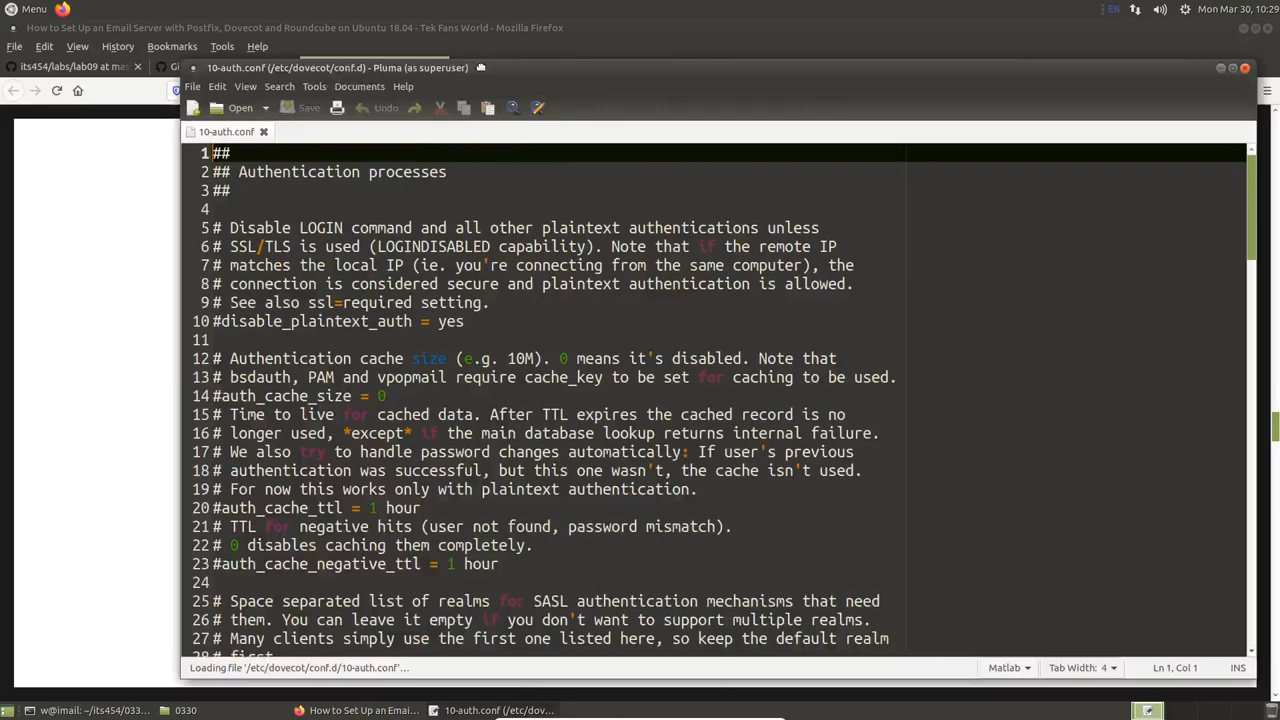 Menu EN Mon Mar 30, 10:29
How to Set Up an Email Server with Postfix, Dovecot and Roundcube on Ubuntu 18.04 - Tek Fans World - Mozilla Firefox
File Edit View History Bookmarks Tools Help
its454/labs/lab09 at mas Gi
10-auth.conf (/etc/dovecot/conf.d) - Pluma (as superuser)
File Edit View Search Tools Documents Help
Open Save Undo
10-auth.conf
1 ##
2 ## Authentication processes
3 ##
4
5 # Disable LOGIN command and all other plaintext authentications unless
6 # SSL/TLS is used (LOGINDISABLED capability). Note that if the remote IP
7 # matches the local IP (ie. you're connecting from the same computer), the
8 # connection is considered secure and plaintext authentication is allowed.
9 # See also ssl=required setting.
10 #disable_plaintext_auth = yes
11
12 # Authentication cache size (e.g. 10M). 0 means it's disabled. Note that
13 # bsdauth, PAM and vpopmail require cache_key to be set for caching to be used.
14 #auth_cache_size = 0
15 # Time to live for cached data. After TTL expires the cached record is no
16 # longer used, *except* if the main database lookup returns internal failure.
17 # We also try to handle password changes automatically: If user's previous
18 # authentication was successful, but this one wasn't, the cache isn't used.
19 # For now this works only with plaintext authentication.
20 #auth_cache_ttl = 1 hour
21 # TTL for negative hits (user not found, password mismatch).
22 # 0 disables caching them completely.
23 #auth_cache_negative_ttl = 1 hour
24
25 # Space separated list of realms for SASL authentication mechanisms that need
26 # them. You can leave it empty if you don't want to support multiple realms.
27 # Many clients simply use the first one listed here, so keep the default realm
28 # first.
Loading file '/etc/dovecot/conf.d/10-auth.conf'… Matlab Tab Width: 4 Ln 1, Col 1 INS
w@imail: ~/its454/033... 0330 How to Set Up an Emai... 10-auth.conf (/etc/dov...